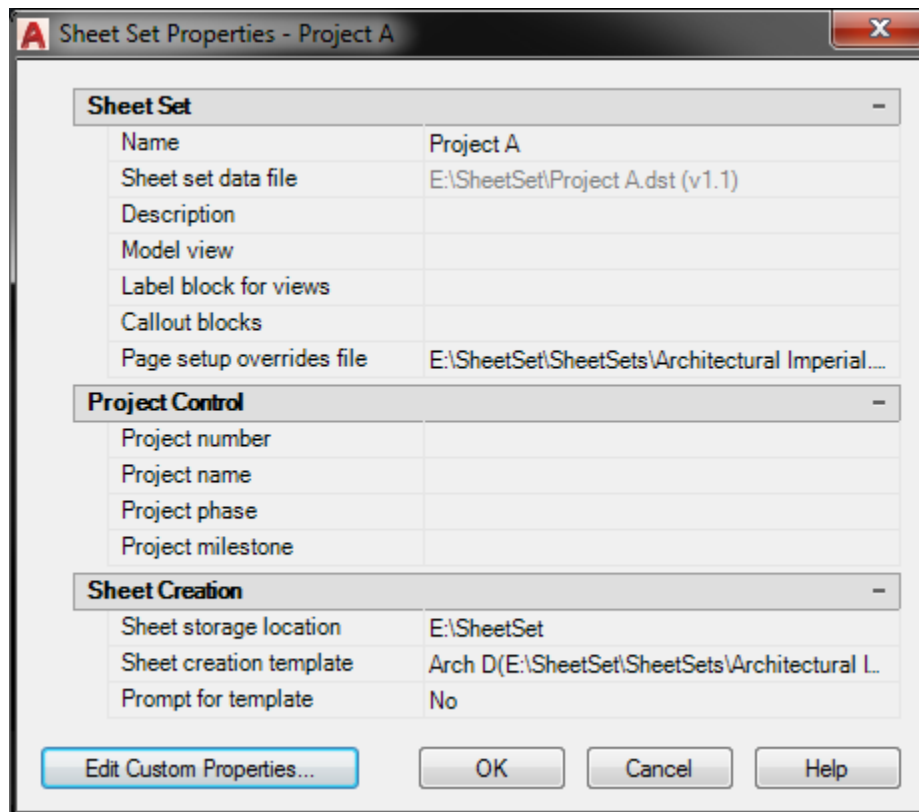 Sheet Set Properties - Project A
Sheet Set
Name Project A
Sheet set data file E:\SheetSet\Project A.dst (v1.1)
Description
Model view
Label block for views
Callout blocks
Page setup overrides file E:\SheetSet\SheetSets\Architectural Imperial....
Project Control
Project number
Project name
Project phase
Project milestone
Sheet Creation
Sheet storage location E:\SheetSet
Sheet creation template Arch D(E:\SheetSet\SheetSets\Architectural I...
Prompt for template No
Edit Custom Properties... OK Cancel Help